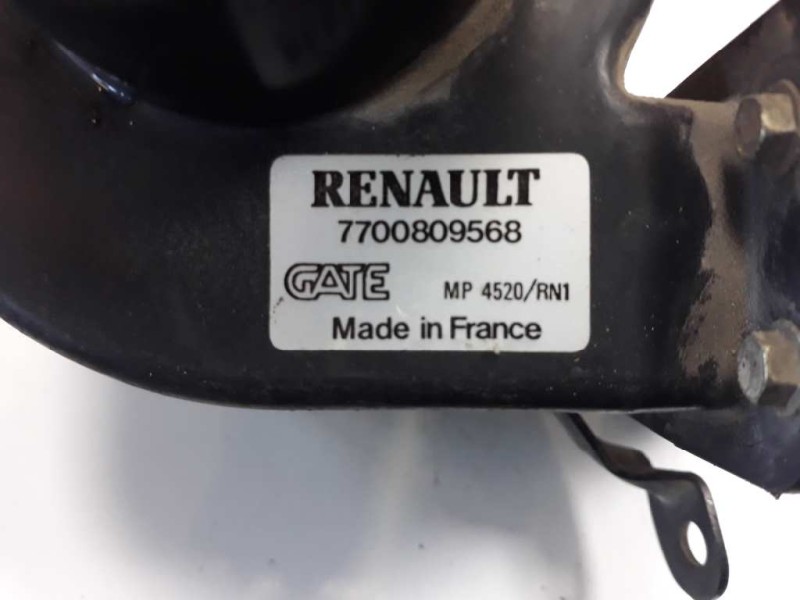 RENAULT
7700809568
GATE MP 4520/RN1
Made in France